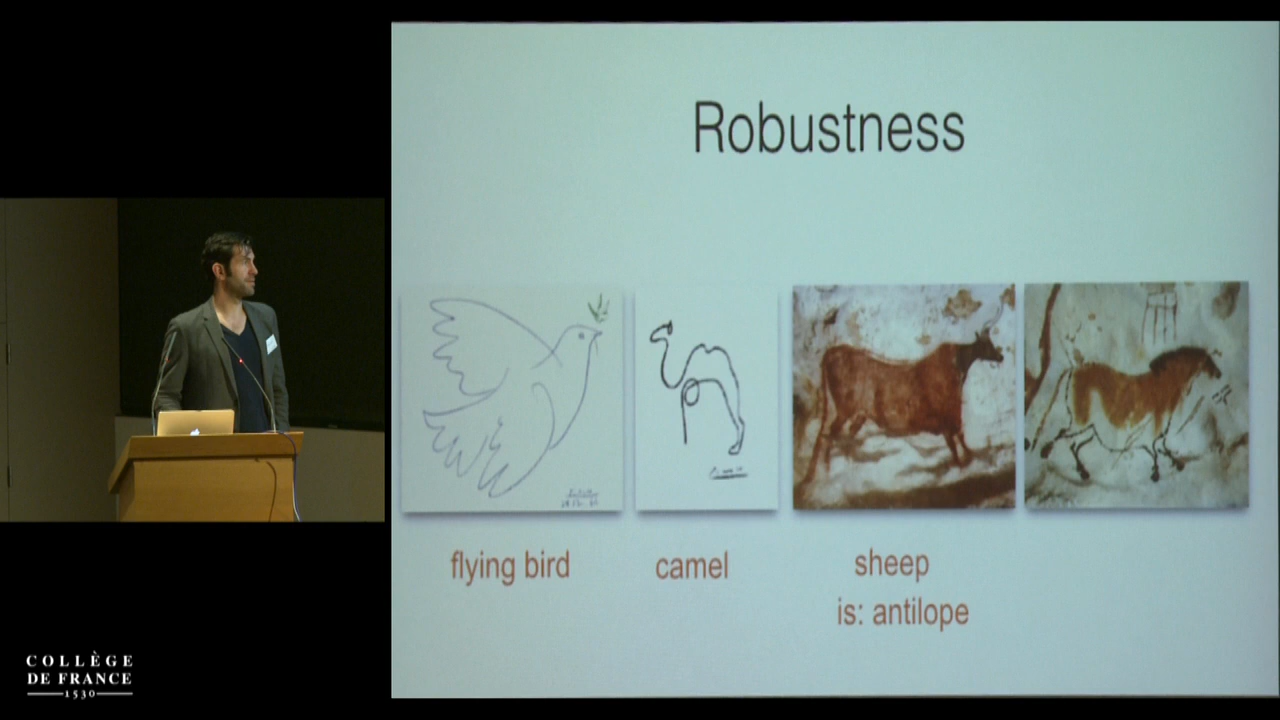 Robustness
flying bird
camel
sheep
is: antilope
COLLÈGE
DE FRANCE
1530